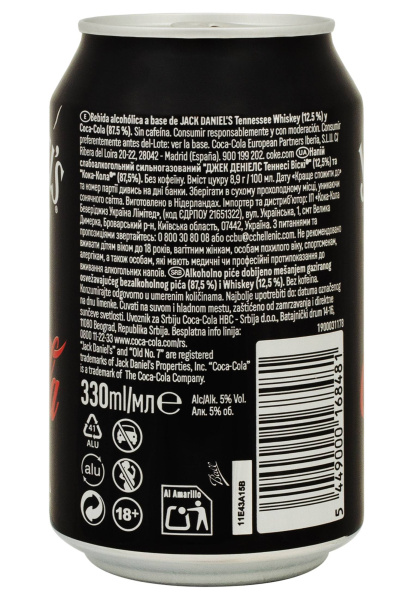 Ⓔ Bebida alcohólica a base de JACK DANIEL'S Tennessee Whiskey (12.5 %) y
Coca-Cola (87.5 %). Sin cafeína. Consumir responsablemente y con moderación. Consumir
preferentemente antes del-Lote: ver la base. Coca-Cola European Partners Iberia, S.L.U. C/
Ribera del Loira 20-22, 28042 - Madrid (España). 900 199 202. coke.com ⓊⒶ Напій
слабоалкогольний сильногазований "ДЖЕК ДЕНІЕЛС Теннесі Віскі" (12,5%) та
"Кока-Кола" (87,5%). Без кофеїну. Вміст цукру 8,9 г/100 мл. Дату «Краще спожити до»
та номер партії дивись на дні банки. Зберігати в сухому прохолодному місці, уникаючи
сонячного світла. Виготовлено в Нідерландах. Імпортер та
"Кока-Кола
Беверіджиз Україна Лімітед», (код ЄДРПОУ 21651322), вул. Українська, 1, смт Велика
Димерка, Броварський р-н, Київська область, 07442, Україна. З питаннями та
пропозиціями звертайтесь: 0 800 30 80 08 або ccbu@cchellenic.com. Не рекомендується
вживати дітям віком до 18 років, вагітним жінкам, особам похилого віку, спортсменам,
алергікам, а також особам, які мають медичні чи професійні протипоказання до
вживання алкогольних напоїв. SRB Alkoholno piće dobijeno mešanjem gaziranog
osvežavajućeg bezalkoholnog pića (87,5 %) i Whiskey (12,5 %). Bez kofeina.
Konzumirajte odgovorno u umerenim količinama. Najbolje upotrebiti do: datuma označenog
na dnu limenke. Čuvati na suvom i hladnom mestu, zaštićeno od zamrzavanja i direktne
sunčeve svetlosti. Uvoznik za Srbiju Coca-Cola HBC - Srbija d.o.o., Batajnički drum 14-16,
11080 Beograd, Republika Srbija. Besplatna info linija:
0800 11-22-33 www.coca-cola.com/rs.
"Jack Daniel's" and "Old No. 7" are registered
trademarks of Jack Daniel's Properties, Inc. "Coca-Cola"
is a trademark of The Coca-Cola Company.
1900031178
330ml/мл℮
Alc/Alk. 5% Vol.
Алк. 5% об.
41
ALU
alu
18+
Al Amarillo
11E43A15B
5 449000 168481